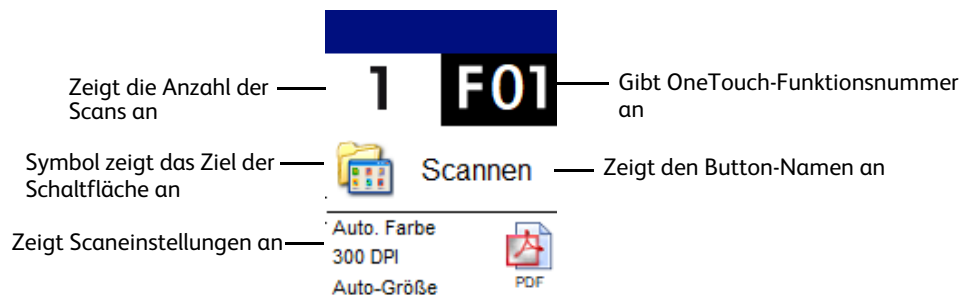 Zeigt die Anzahl der
Scans an
1 F01
Gibt OneTouch-Funktionsnummer
an
Symbol zeigt das Ziel der
Schaltfläche an
Scannen
Zeigt den Button-Namen an
Zeigt Scaneinstellungen an
Auto. Farbe
300 DPI
Auto-Größe
PDF